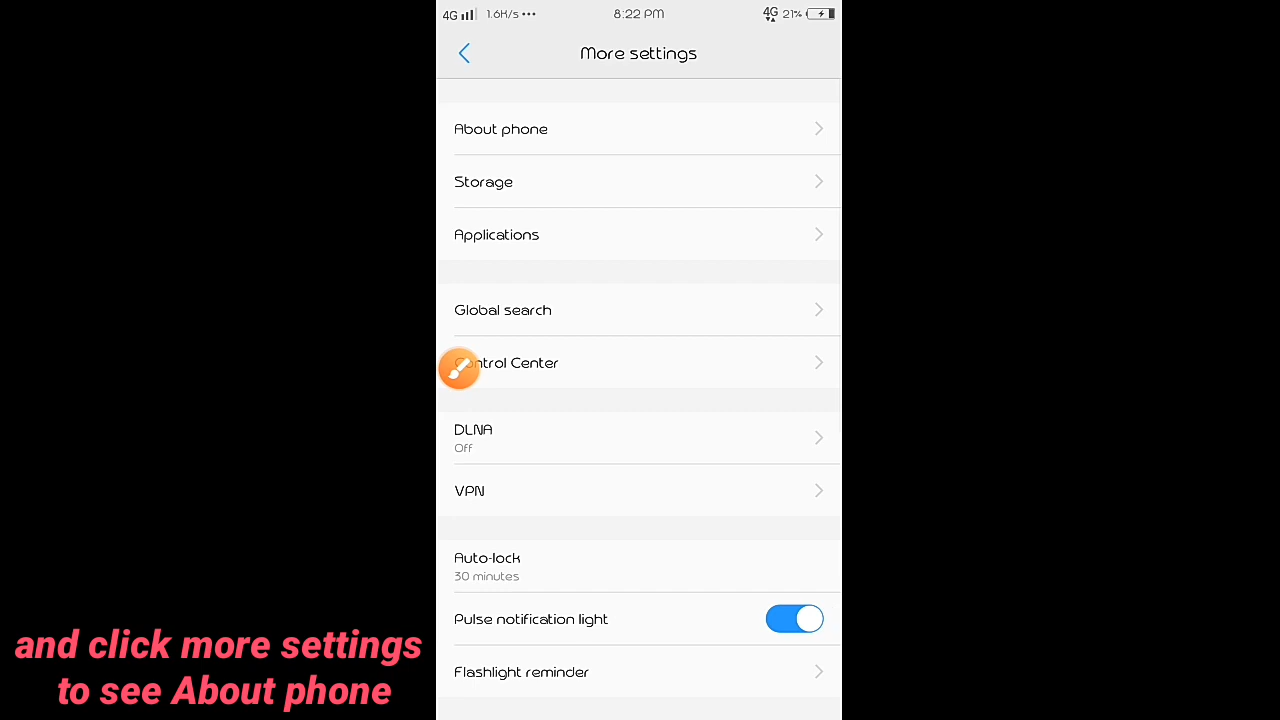 4G 1.6K/s ••• 8:22 PM 4G 21%
More settings
About phone
Storage
Applications
Global search
ntrol Center
DLNA
Off
VPN
Auto-lock
30 minutes
Pulse notification light
Flashlight reminder
and click more settings
to see About phone